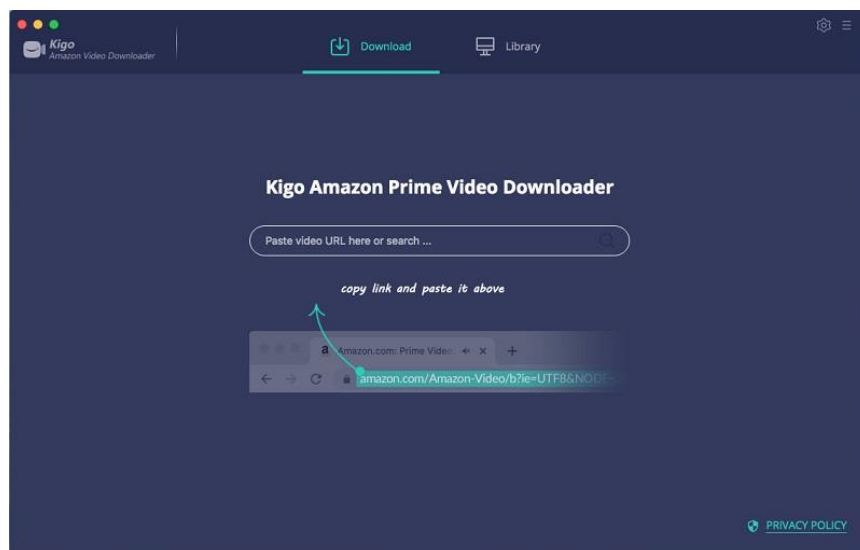 Kigo
Amazon Video Downloader
Download
Library
Kigo Amazon Prime Video Downloader
Paste video URL here or search ...
copy link and paste it above
a Amazon.com: Prime Video
amazon.com/Amazon-Video/b?ie=UTF8&NODE=
PRIVACY POLICY